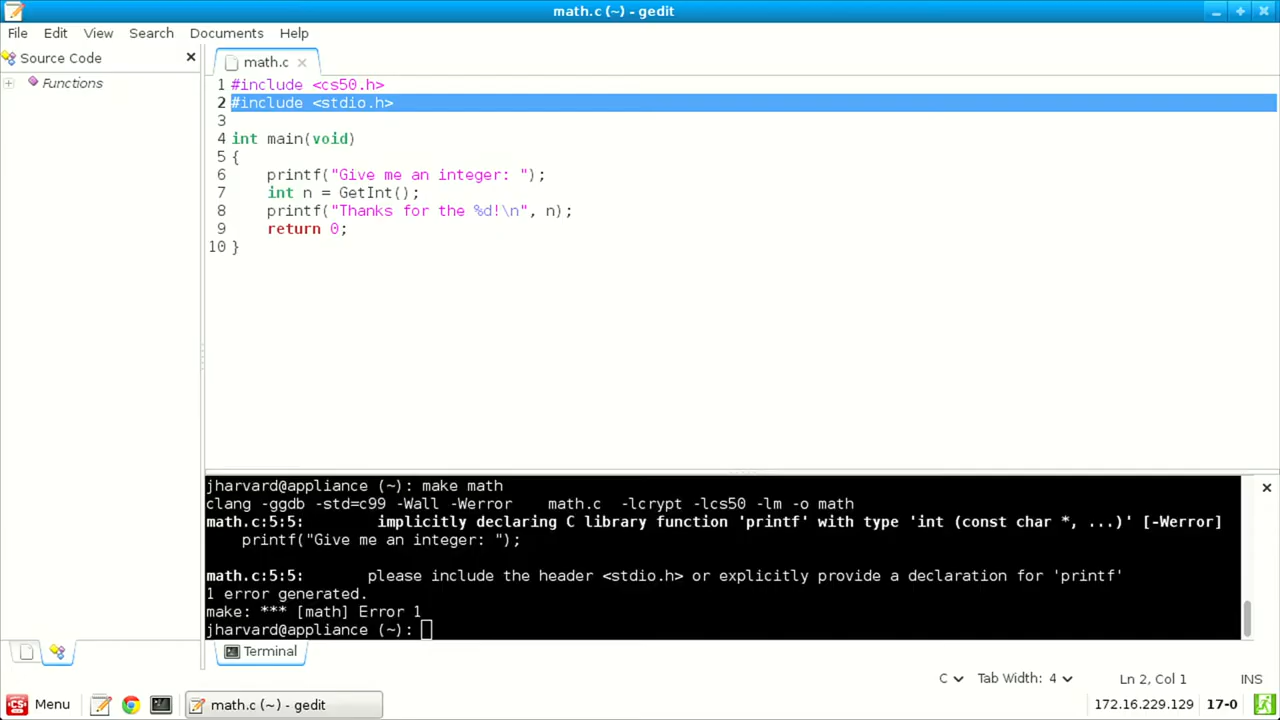 math.c (~) - gedit
File Edit View Search Documents Help
Source Code
math.c
Functions
1 #include <cs50.h>
2 #include <stdio.h>
3
4 int main(void)
5 {
6     printf("Give me an integer: ");
7     int n = GetInt();
8     printf("Thanks for the %d!\n", n);
9     return 0;
10 }
jharvard@appliance (~): make math
clang -ggdb -std=c99 -Wall -Werror    math.c  -lcrypt -lcs50 -lm -o math
math.c:5:5:        implicitly declaring C library function 'printf' with type 'int (const char *, ...)' [-Werror]
    printf("Give me an integer: ");
math.c:5:5:       please include the header <stdio.h> or explicitly provide a declaration for 'printf'
1 error generated.
make: *** [math] Error 1
jharvard@appliance (~):
Terminal
C Tab Width: 4 Ln 2, Col 1 INS
CS50 Menu math.c (~) - gedit 172.16.229.129 17-0